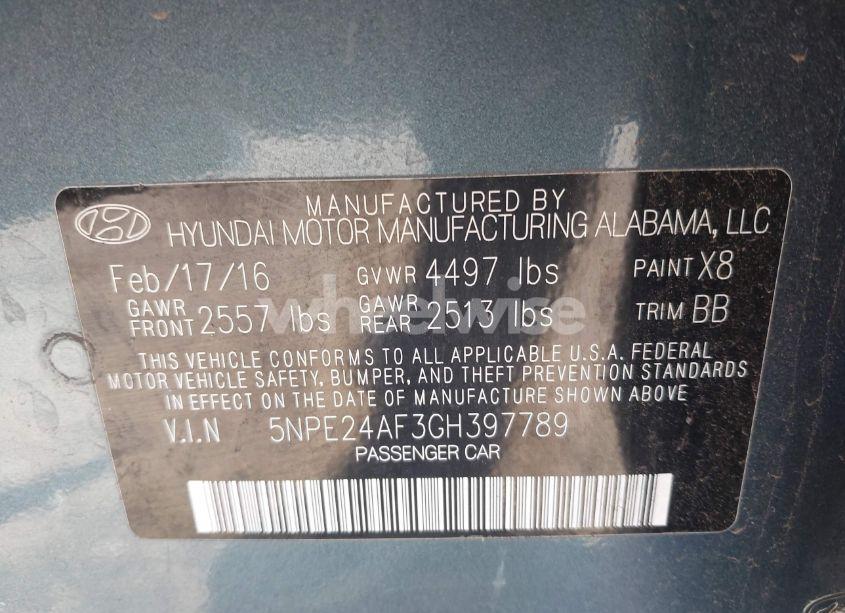 MANUFACTURED BY
HYUNDAI MOTOR MANUFACTURING ALABAMA, LLC
Feb/17/16 GVWR 4497 lbs PAINT X8
GAWR FRONT 2557 lbs GAWR REAR 2513 lbs TRIM BB
wheelwise
THIS VEHICLE CONFORMS TO ALL APPLICABLE U.S.A. FEDERAL
MOTOR VEHICLE SAFETY, BUMPER, AND THEFT PREVENTION STANDARDS
IN EFFECT ON THE DATE OF MANUFACTURE SHOWN ABOVE
V.I.N 5NPE24AF3GH397789
PASSENGER CAR